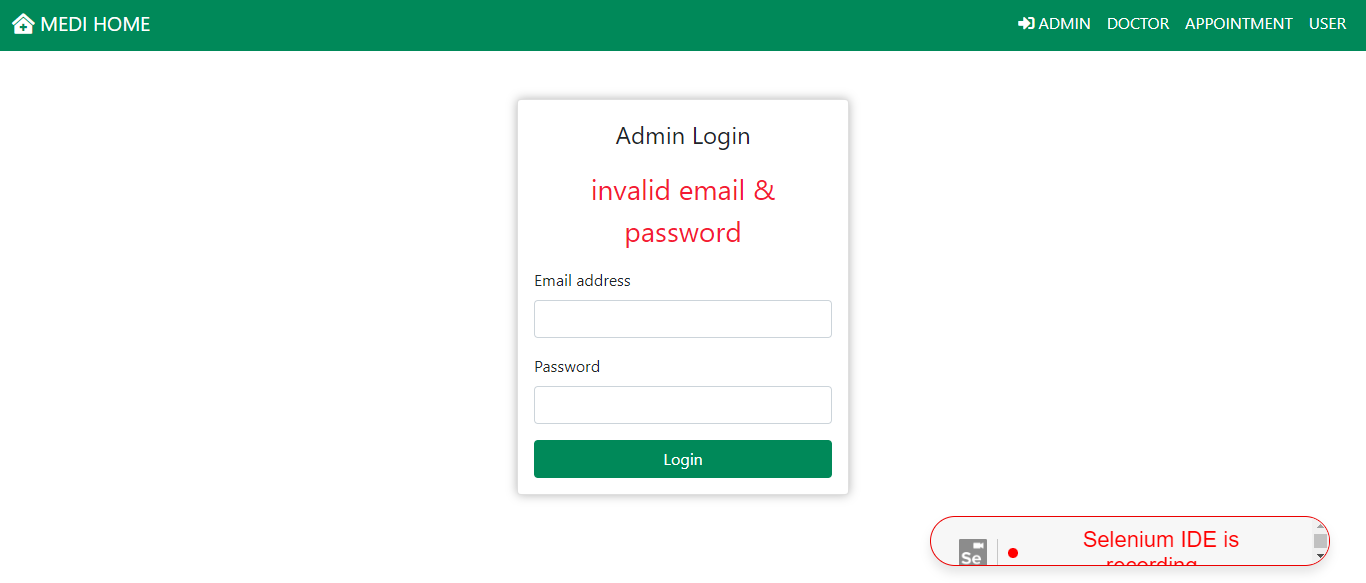 MEDI HOME
ADMIN DOCTOR APPOINTMENT USER
Admin Login
invalid email &
password
Email address
Password
Login
Se
Selenium IDE is
recording